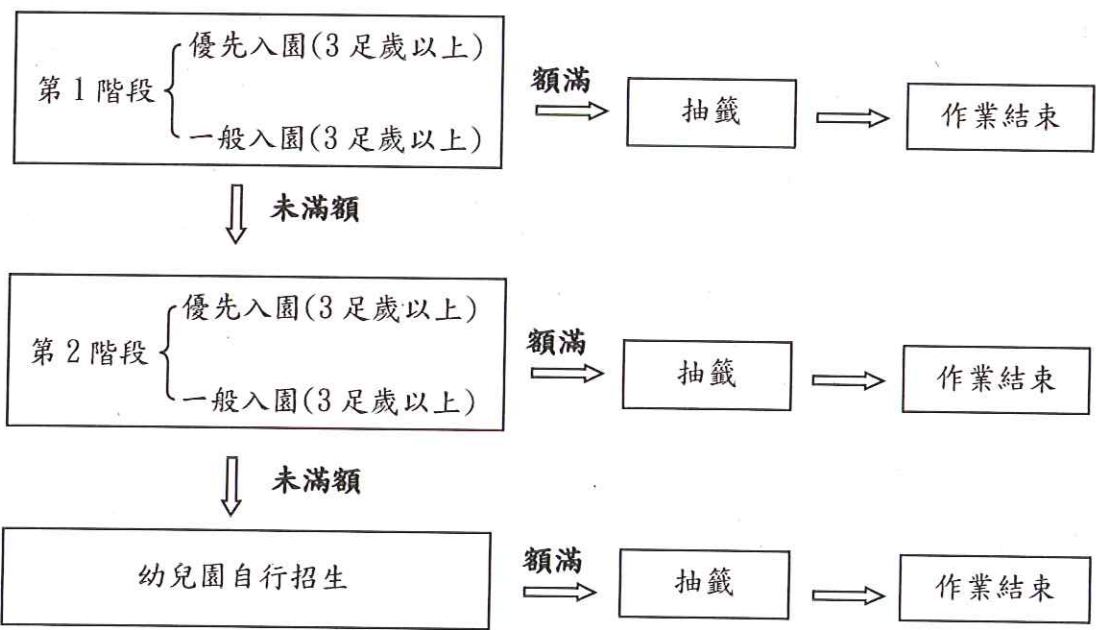 優先入園(3足歲以上)
第1階段
一般入園(3足歲以上)
額滿
抽籤
作業結束
未滿額
優先入園(3足歲以上)
第2階段
一般入園(3足歲以上)
額滿
抽籤
作業結束
未滿額
幼兒園自行招生
額滿
抽籤
作業結束